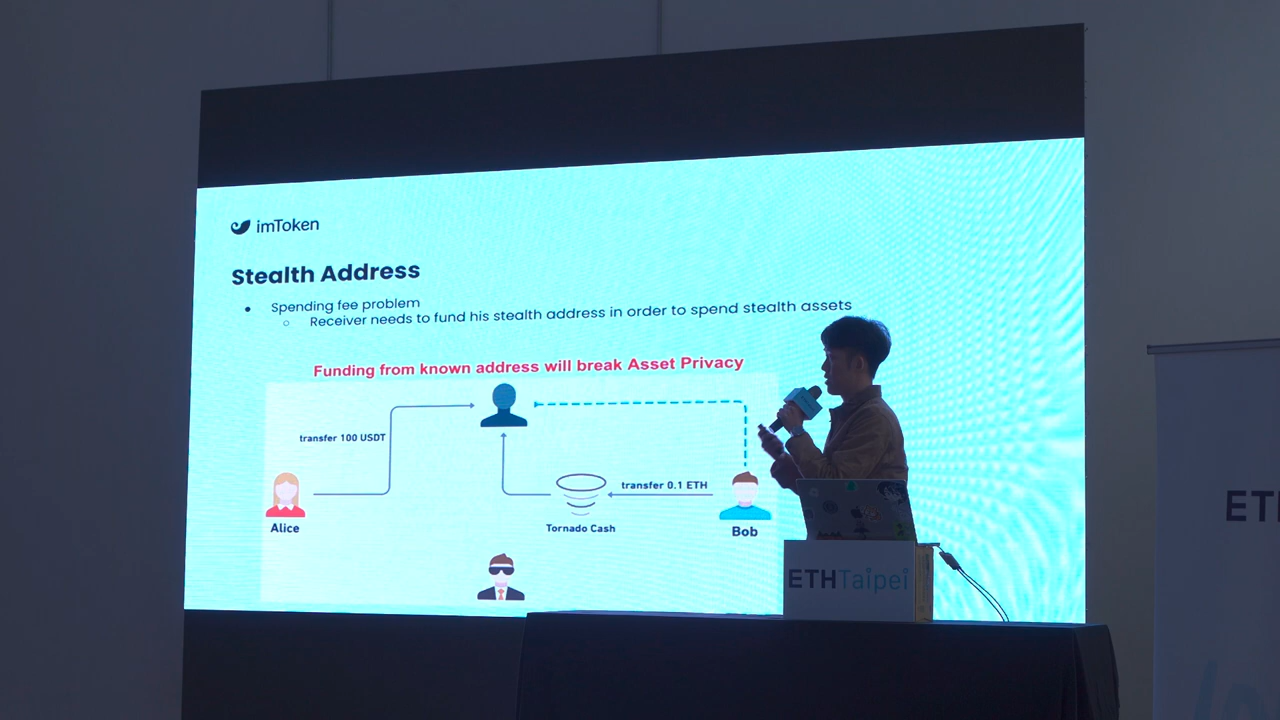 imToken
Stealth Address
Spending fee problem
Receiver needs to fund his stealth address in order to spend stealth assets
Funding from known address will break Asset Privacy
transfer 100 USDT
transfer 0.1 ETH
Alice
Tornado Cash
Bob
ETHTaipei
ETH